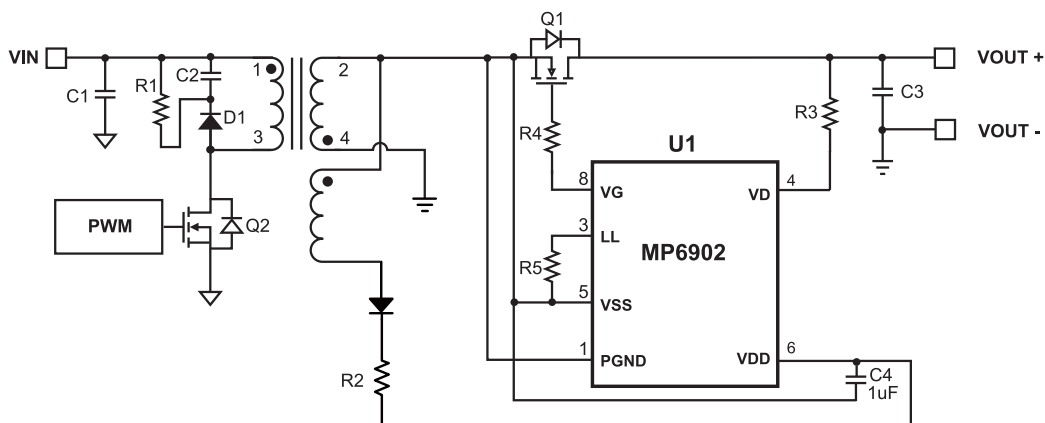 Q1
VIN
VOUT +
1
2
C2
R1
C1
D1
3
4
R4
R3
C3
VOUT -
U1
8
VG
VD
4
PWM
Q2
3
LL
MP6902
R5
5
VSS
1
PGND
VDD
6
R2
C4
1uF